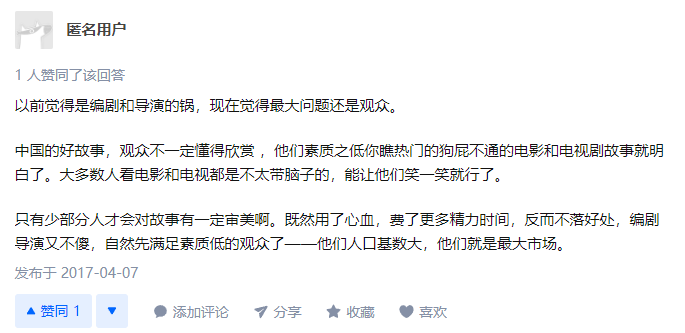 匿名用户
1 人赞同了该回答
以前觉得是编剧和导演的锅，现在觉得最大问题还是观众。
中国的好故事，观众不一定懂得欣赏 ，他们素质之低你瞧热门的狗屁不通的电影和电视剧故事就明
白了。大多数人看电影和电视都是不太带脑子的，能让他们笑一笑就行了。
只有少部分人才会对故事有一定审美啊。既然用了心血，费了更多精力时间，反而不落好处，编剧
导演又不傻，自然先满足素质低的观众了——他们人口基数大，他们就是最大市场。
发布于 2017-04-07
赞同 1 添加评论 分享 收藏 喜欢